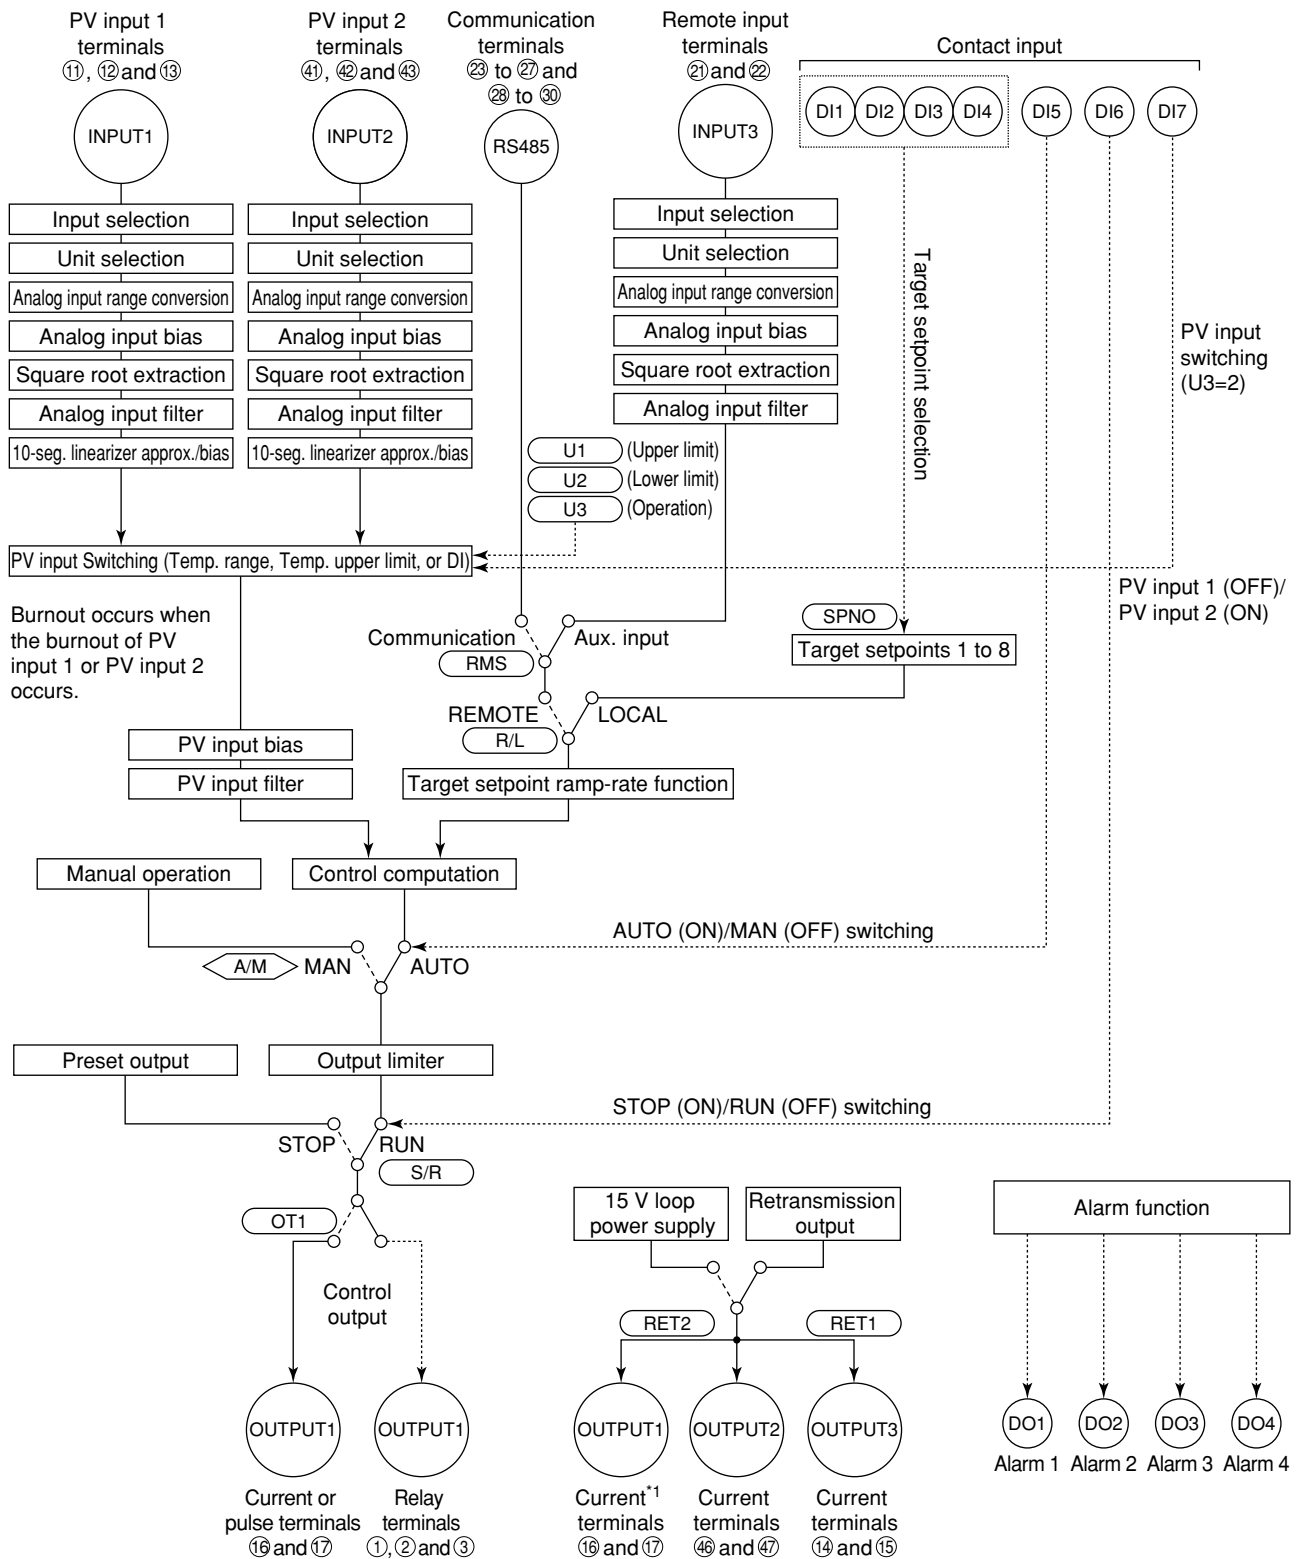 PV input 1
terminals
⑪, ⑫ and ⑬
PV input 2
terminals
㊶, ㊷ and ㊸
Communication
terminals
㉓ to ㉗ and
㉘ to ㉚
Remote input
terminals
㉑ and ㉒
Contact input
INPUT1
INPUT2
RS485
INPUT3
DI1
DI2
DI3
DI4
DI5
DI6
DI7
Input selection
Unit selection
Analog input range conversion
Analog input bias
Square root extraction
Analog input filter
10-seg. linearizer approx./bias
Input selection
Unit selection
Analog input range conversion
Analog input bias
Square root extraction
Analog input filter
10-seg. linearizer approx./bias
Input selection
Unit selection
Analog input range conversion
Analog input bias
Square root extraction
Analog input filter
Target setpoint selection
PV input
switching
(U3=2)
U1 (Upper limit)
U2 (Lower limit)
U3 (Operation)
PV input Switching (Temp. range, Temp. upper limit, or DI)
PV input 1 (OFF)/
PV input 2 (ON)
Burnout occurs when
the burnout of PV
input 1 or PV input 2
occurs.
Communication
Aux. input
RMS
SPNO
Target setpoints 1 to 8
REMOTE
LOCAL
R/L
PV input bias
PV input filter
Target setpoint ramp-rate function
Manual operation
Control computation
AUTO (ON)/MAN (OFF) switching
A/M
MAN
AUTO
Preset output
Output limiter
STOP (ON)/RUN (OFF) switching
STOP
RUN
S/R
OT1
Control
output
15 V loop
power supply
Retransmission
output
Alarm function
RET2
RET1
OUTPUT1
OUTPUT1
OUTPUT1
OUTPUT2
OUTPUT3
DO1
DO2
DO3
DO4
Alarm 1
Alarm 2
Alarm 3
Alarm 4
Current or
pulse terminals
⑯ and ⑰
Relay
terminals
①, ② and ③
Current*1
terminals
⑯ and ⑰
Current
terminals
㊻ and ㊼
Current
terminals
⑭ and ⑮